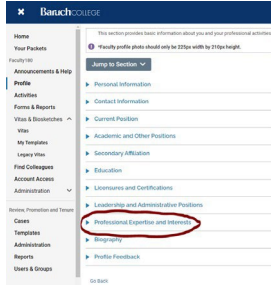 × Baruch COLLEGE
Home
Your Packets
Faculty180
Announcements & Help
Profile
Activities
Forms & Reports
Vitas & Biosketches
Vitas
My Templates
Legacy Vitas
Find Colleagues
Account Access
Administration
Review, Promotion and Tenure
Cases
Templates
Administration
Reports
Users & Groups
This section provides basic information about you and your professional activities
*Faculty profile photo should only be 225px width by 210px height.
Jump to Section
Personal Information
Contact Information
Current Position
Academic and Other Positions
Secondary Affiliation
Education
Licensures and Certifications
Leadership and Administrative Positions
Professional Expertise and Interests
Biography
Profile Feedback
Go Back